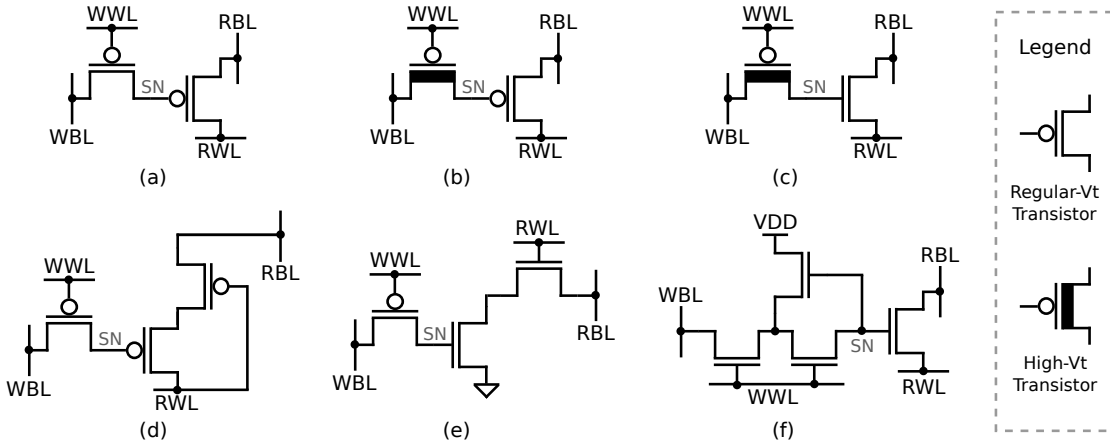 WWL
RBL
SN
WBL
RWL
(a)
WWL
RBL
SN
WBL
RWL
(b)
WWL
RBL
SN
WBL
RWL
(c)
WWL
RBL
SN
WBL
RWL
(d)
RWL
WWL
SN
RBL
WBL
(e)
VDD
RBL
WBL
SN
WWL
RWL
(f)
Legend
Regular-Vt
Transistor
High-Vt
Transistor